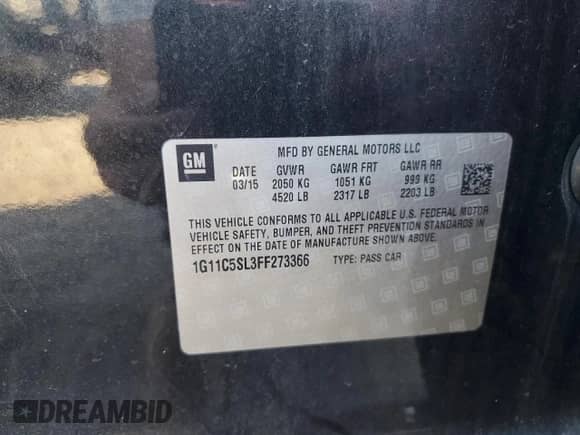 GM
MFD BY GENERAL MOTORS LLC
DATE GVWR GAWR FRT GAWR RR
03/15 2050 KG 1051 KG 999 KG
4520 LB 2317 LB 2203 LB
THIS VEHICLE CONFORMS TO ALL APPLICABLE U.S. FEDERAL MOTOR
VEHICLE SAFETY, BUMPER, AND THEFT PREVENTION STANDARDS IN
EFFECT ON THE DATE OF MANUFACTURE SHOWN ABOVE.
1G11C5SL3FF273366 TYPE: PASS CAR
DREAMBID